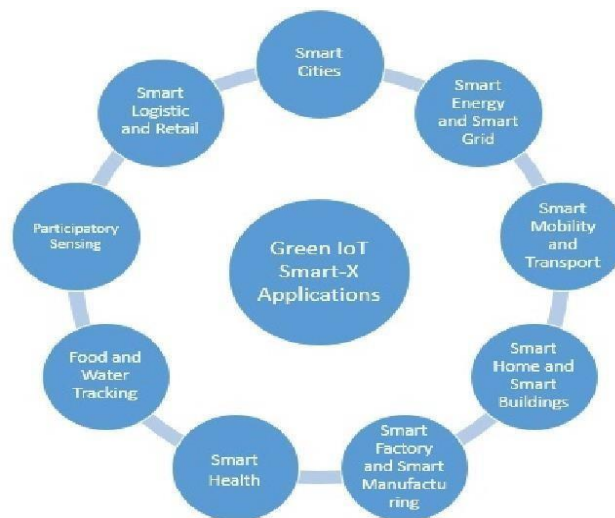 Smart
Cities
Smart
Energy
and Smart
Grid
Smart
Mobility
and
Transport
Smart
Home and
Smart
Buildings
Smart
Factory
and Smart
Manufactu
ring
Smart
Health
Food and
Water
Tracking
Participatory
Sensing
Smart
Logistic
and Retail
Green IoT
Smart-X
Applications